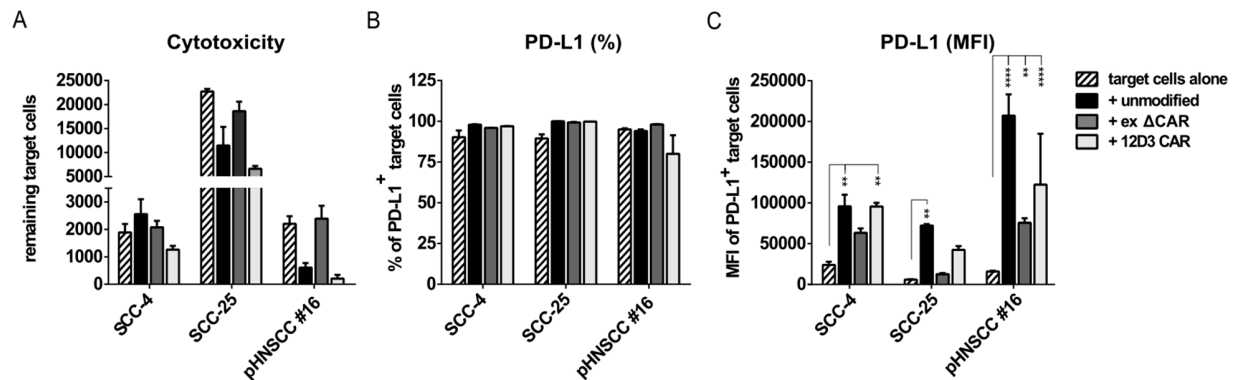 A
Cytotoxicity
remaining target cells
25000
20000
15000
10000
5000
3000
2000
1000
0
SCC-4
SCC-25
pHNSCC #16
B
PD-L1 (%)
% of PD-L1+ target cells
125
100
75
50
25
0
SCC-4
SCC-25
pHNSCC #16
C
PD-L1 (MFI)
MFI of PD-L1+ target cells
250000
200000
150000
100000
50000
0
**
**
**
****
**
****
SCC-4
SCC-25
pHNSCC #16
target cells alone
+ unmodified
+ ex ΔCAR
+ 12D3 CAR